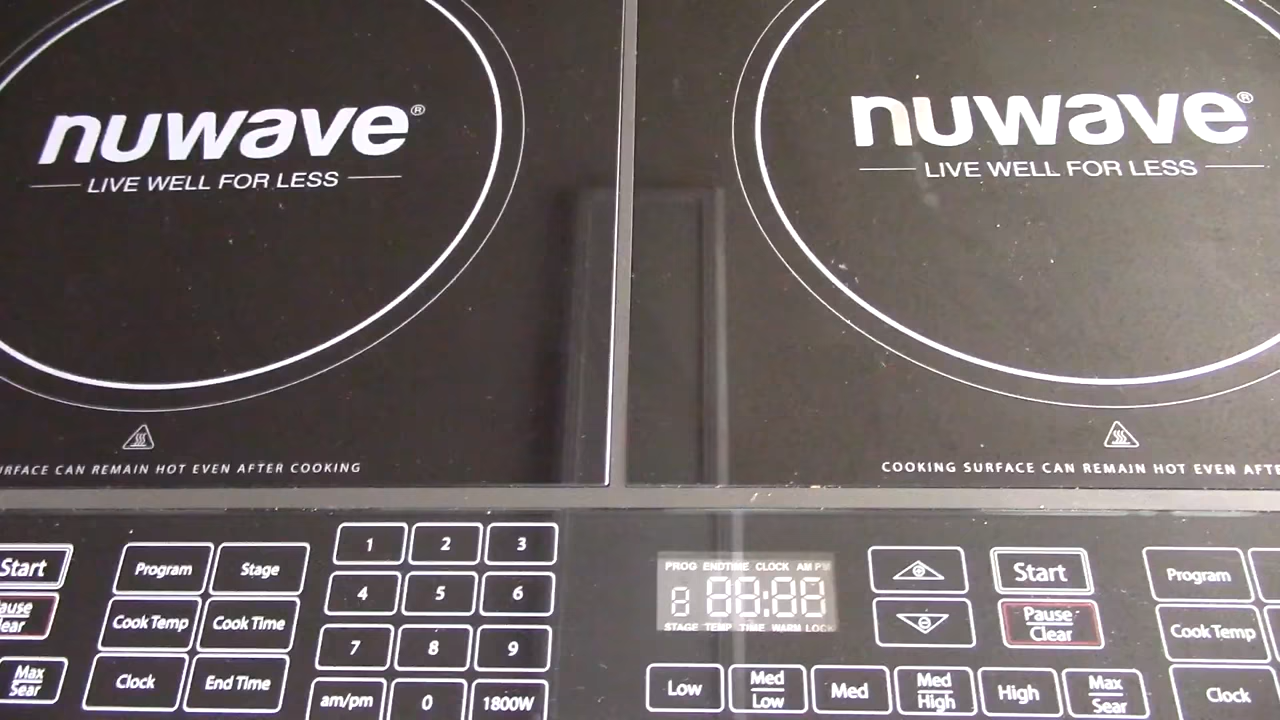 nuwave®
LIVE WELL FOR LESS
nuwave®
LIVE WELL FOR LESS
RFACE CAN REMAIN HOT EVEN AFTER COOKING
COOKING SURFACE CAN REMAIN HOT EVEN AFTE
Start
Program
Stage
1
2
3
ause
lear
Cook Temp
Cook Time
4
5
6
7
8
9
Max
Sear
Clock
End Time
am/pm
0
1800W
PROG ENDTIME CLOCK AM PM
8 88:88
STAGE TEMP TIME WARM LOCK
Start
Pause
Clear
Low
Med
Low
Med
Med
High
High
Max
Sear
Program
Cook Temp
Clock